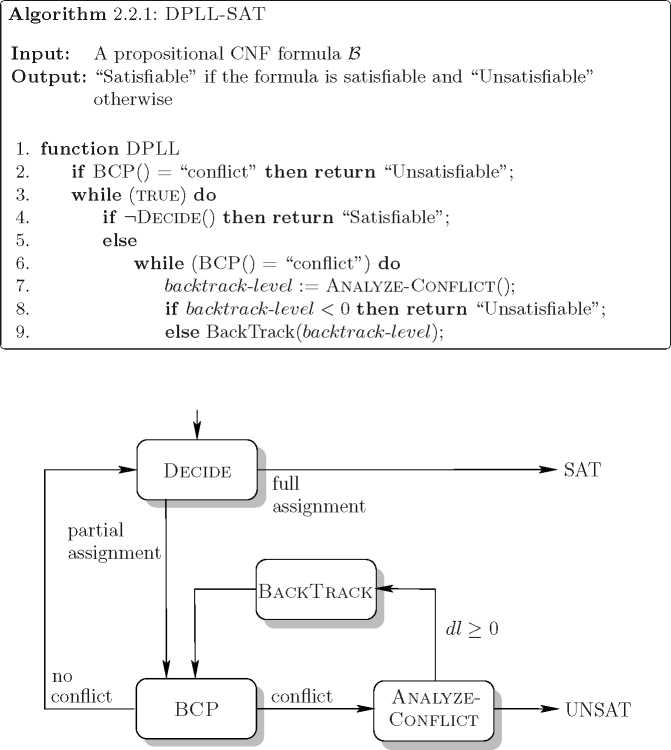 Algorithm 2.2.1: DPLL-SAT
Input: A propositional CNF formula ℬ
Output: “Satisfiable” if the formula is satisfiable and “Unsatisfiable”
otherwise
1. function DPLL
2. if BCP() = “conflict” then return “Unsatisfiable”;
3. while (TRUE) do
4. if ¬DECIDE() then return “Satisfiable”;
5. else
6. while (BCP() = “conflict”) do
7. backtrack-level := ANALYZE-CONFLICT();
8. if backtrack-level < 0 then return “Unsatisfiable”;
9. else BackTrack(backtrack-level);
DECIDE
SAT
full
assignment
partial
assignment
BACKTRACK
dl ≥ 0
no
conflict
BCP
conflict
ANALYZE-
CONFLICT
UNSAT